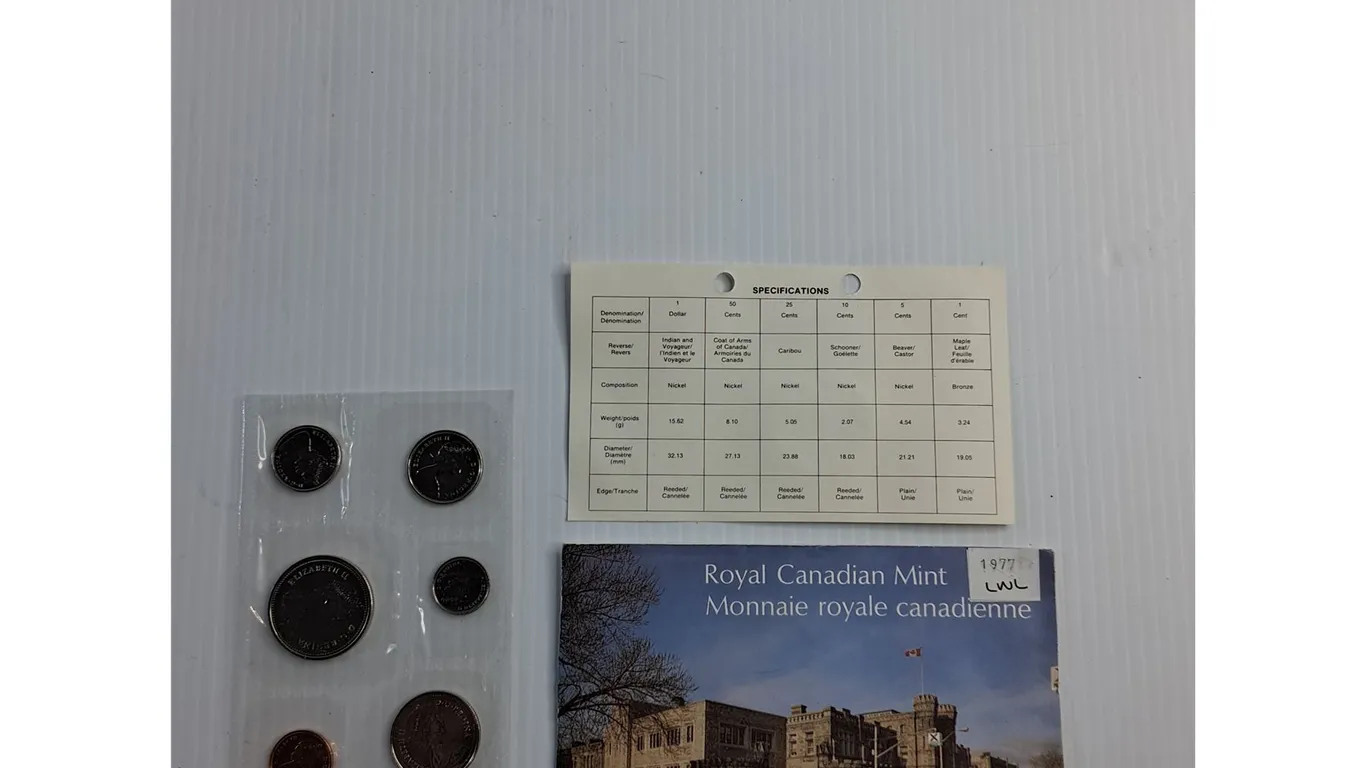 SPECIFICATIONS
Denomination/ Dénomination
1 Dollar
50 Cents
25 Cents
10 Cents
5 Cents
1 Cent
Reverse/ Revers
Indian and Voyageur/ l'Indien et le Voyageur
Coat of Arms of Canada/ Armoiries du Canada
Caribou
Schooner/ Goélette
Beaver/ Castor
Maple Leaf/ Feuille d'érable
Composition
Nickel
Nickel
Nickel
Nickel
Nickel
Bronze
Weight/poids (g)
15.62
8.10
5.05
2.07
4.54
3.24
Diameter/ Diamètre (mm)
32.13
27.13
23.88
18.03
21.21
19.05
Edge/Tranche
Reeded/ Cannelée
Reeded/ Cannelée
Reeded/ Cannelée
Reeded/ Cannelée
Plain/ Unie
Plain/ Unie
ELIZABETH II
ELIZABETH II
D·G·REGINA
Royal Canadian Mint
Monnaie royale canadienne
1977
LWL